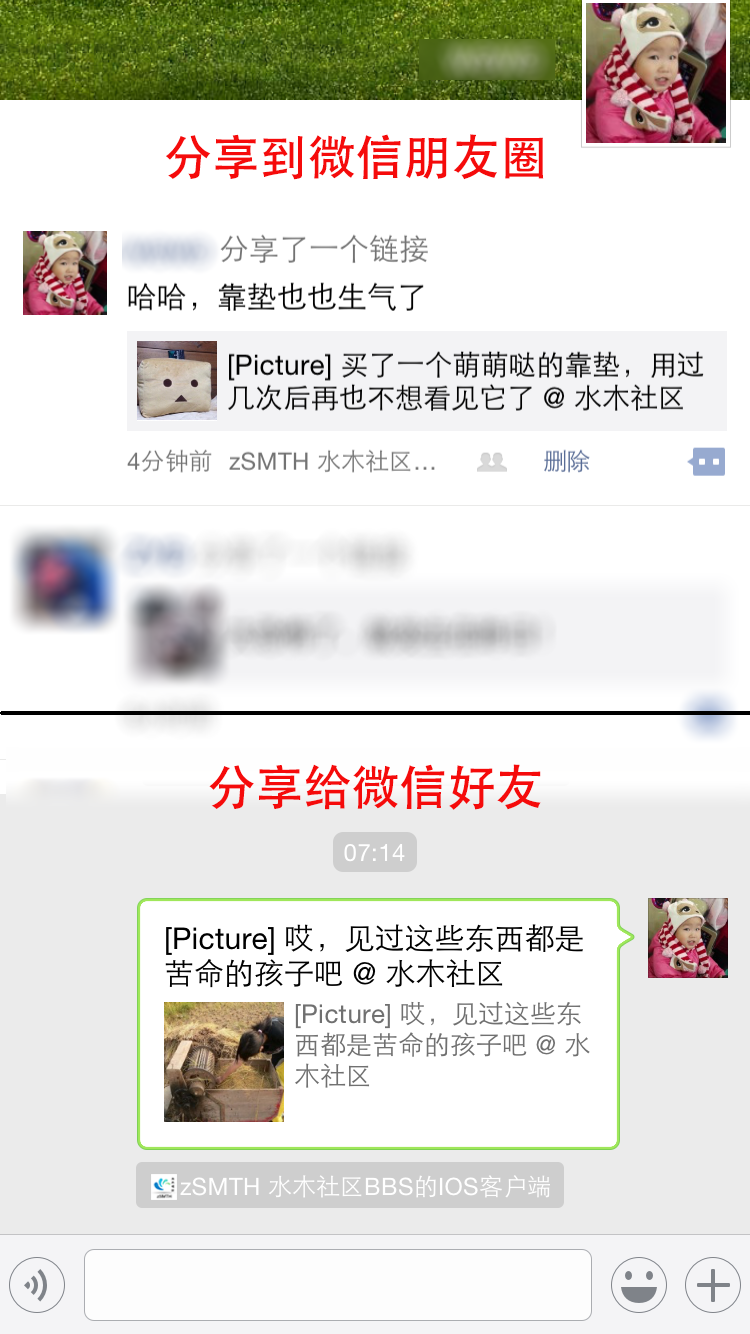 分享到微信朋友圈
分享了一个链接
哈哈，靠垫也也生气了
[Picture] 买了一个萌萌哒的靠垫，用过
几次后再也不想看见它了 @ 水木社区
4分钟前 zSMTH 水木社区... 删除
分享给微信好友
07:14
[Picture] 哎，见过这些东西都是
苦命的孩子吧 @ 水木社区
[Picture] 哎，见过这些东
西都是苦命的孩子吧 @ 水
木社区
zSMTH 水木社区BBS的IOS客户端